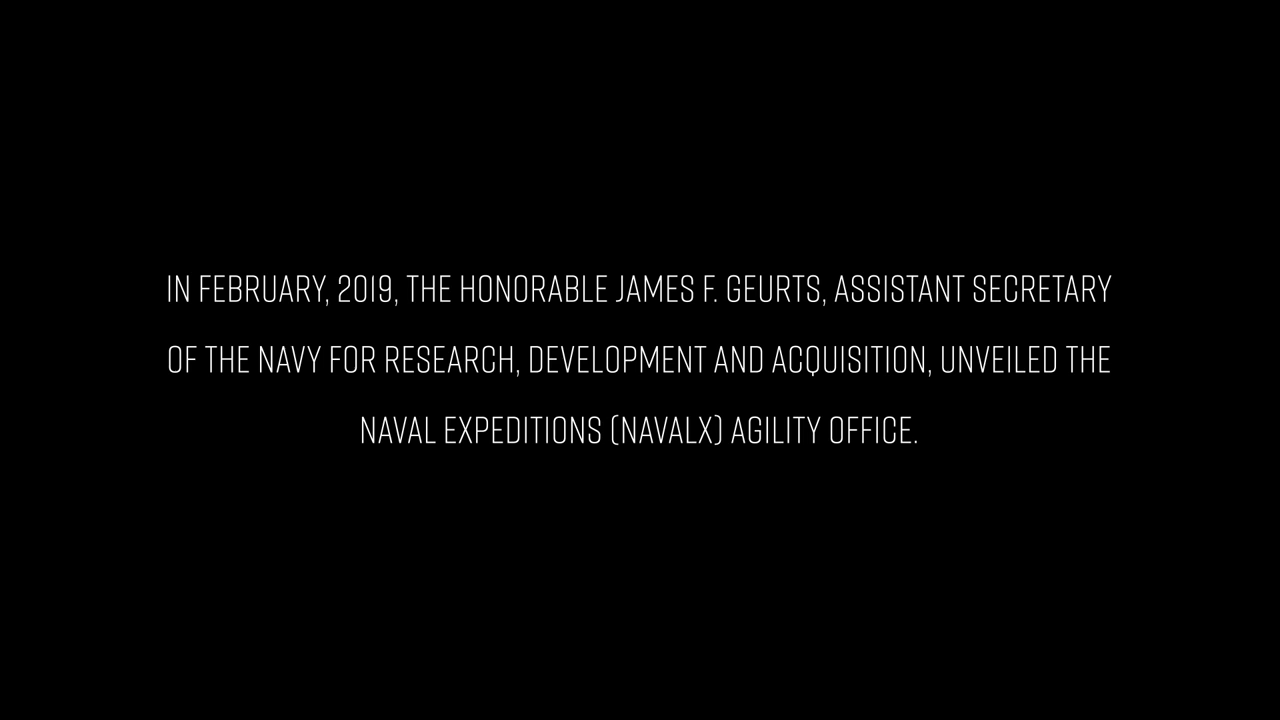 IN FEBRUARY, 2019, THE HONORABLE JAMES F. GEURTS, ASSISTANT SECRETARY
OF THE NAVY FOR RESEARCH, DEVELOPMENT AND ACQUISITION, UNVEILED THE
NAVAL EXPEDITIONS (NAVALX) AGILITY OFFICE.